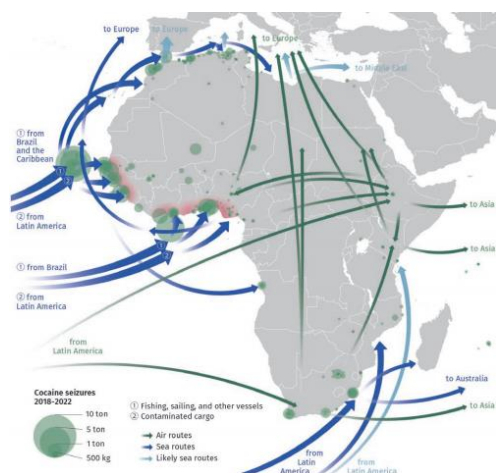 to Europe
to Europe
to Europe
to Middle East
① from
Brazil
and the
Caribbean
② from
Latin America
① from Brazil
② from
Latin America
to Asia
to Asia
from
Latin America
to Australia
to Asia
from
Latin America
from
Latin America
Cocaine seizures
2018-2022
10 ton
5 ton
1 ton
500 kg
① Fishing, sailing, and other vessels
② Contaminated cargo
Air routes
Sea routes
Likely sea routes